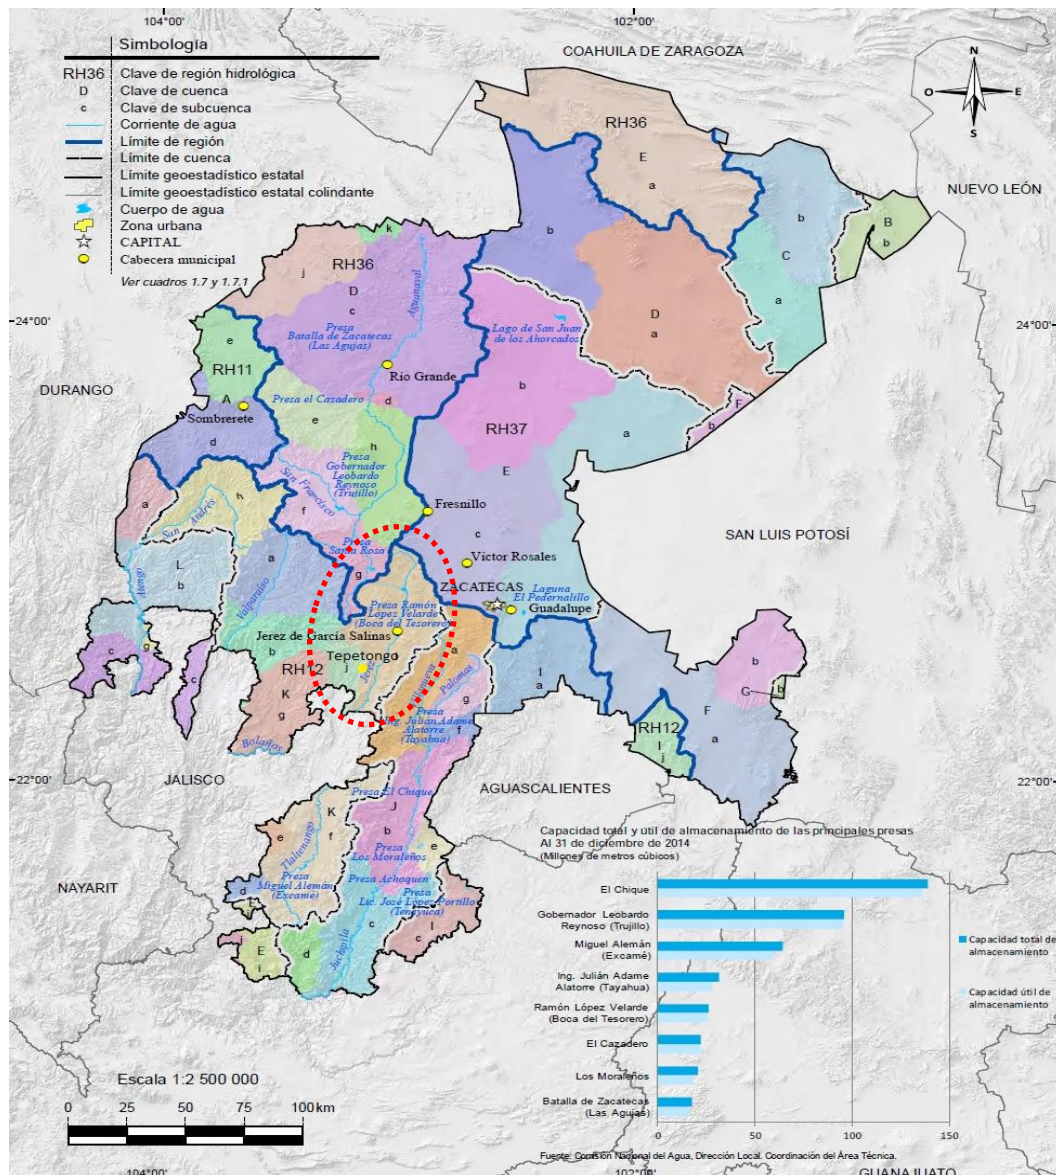 104°00'
102°00'
Simbología
RH36 Clave de región hidrológica
D Clave de cuenca
c Clave de subcuenca
Corriente de agua
Límite de región
Límite de cuenca
Límite geoestadístico estatal
Límite geoestadístico estatal colindante
Cuerpo de agua
Zona urbana
CAPITAL
Cabecera municipal
Ver cuadros 1.7 y 1.7.1
COAHUILA DE ZARAGOZA
N
O E
S
RH36
E
a
NUEVO LEÓN
b
B
b
b
C
k
j
RH36
D
c
Aguanaval
a
24°00'
24°00'
Presa
Batalla de Zacatecas
(Las Agujas)
Lago de San Juan
de los Ahorcados
D
a
e
RH11
Río Grande
b
DURANGO
A
Presa el Cazadero
d
F
b
Sombrerete
e
RH37
a
d
h
E
Presa
Gobernador
Leobardo
Reynoso
(Trujillo)
San Francisco
a
h
San Andrés
f
Fresnillo
c
SAN LUIS POTOSÍ
Presa
Santa Rosa
Víctor Rosales
a
L
b
g
Atengo
Valparaíso
ZACATECAS
Laguna
El Pedernalillo
Guadalupe
Presa Ramón
López Velarde
(Boca del Tesorero)
Jerez de García Salinas
a
b
Tepetongo
c
g
b
RH12
j
Jerez
Palomas
I
a
b
G
b
c
K
g
g
F
a
Presa
Ing. Julián Adame
Alatorre
(Tayahua)
f
RH12
I
j
Bolaños
JALISCO
22°00'
22°00'
AGUASCALIENTES
Presa El Chique
K
f
J
b
e
Tlaltenango
Presa
Los Moraleños
e
Presa Achoquen
NAYARIT
d
Presa
Miguel Alemán
(Excamé)
Presa
Lic. José López Portillo
(Tenayuca)
E
i
d
c
I
c
Juchipila
Capacidad total y útil de almacenamiento de las principales presas
Al 31 de diciembre de 2014
(Millones de metros cúbicos)
El Chique
Gobernador Leobardo
Reynoso (Trujillo)
Miguel Alemán
(Excamé)
Ing. Julián Adame
Alatorre (Tayahua)
Ramón López Velarde
(Boca del Tesorero)
El Cazadero
Los Moraleños
Batalla de Zacatecas
(Las Agujas)
0 50 100 150
Capacidad total de
almacenamiento
Capacidad útil de
almacenamiento
Escala 1:2 500 000
0 25 50 75 100 km
Fuente: Comisión Nacional del Agua, Dirección Local. Coordinación del Área Técnica.
104°00'
102°00'
GUANAJUATO